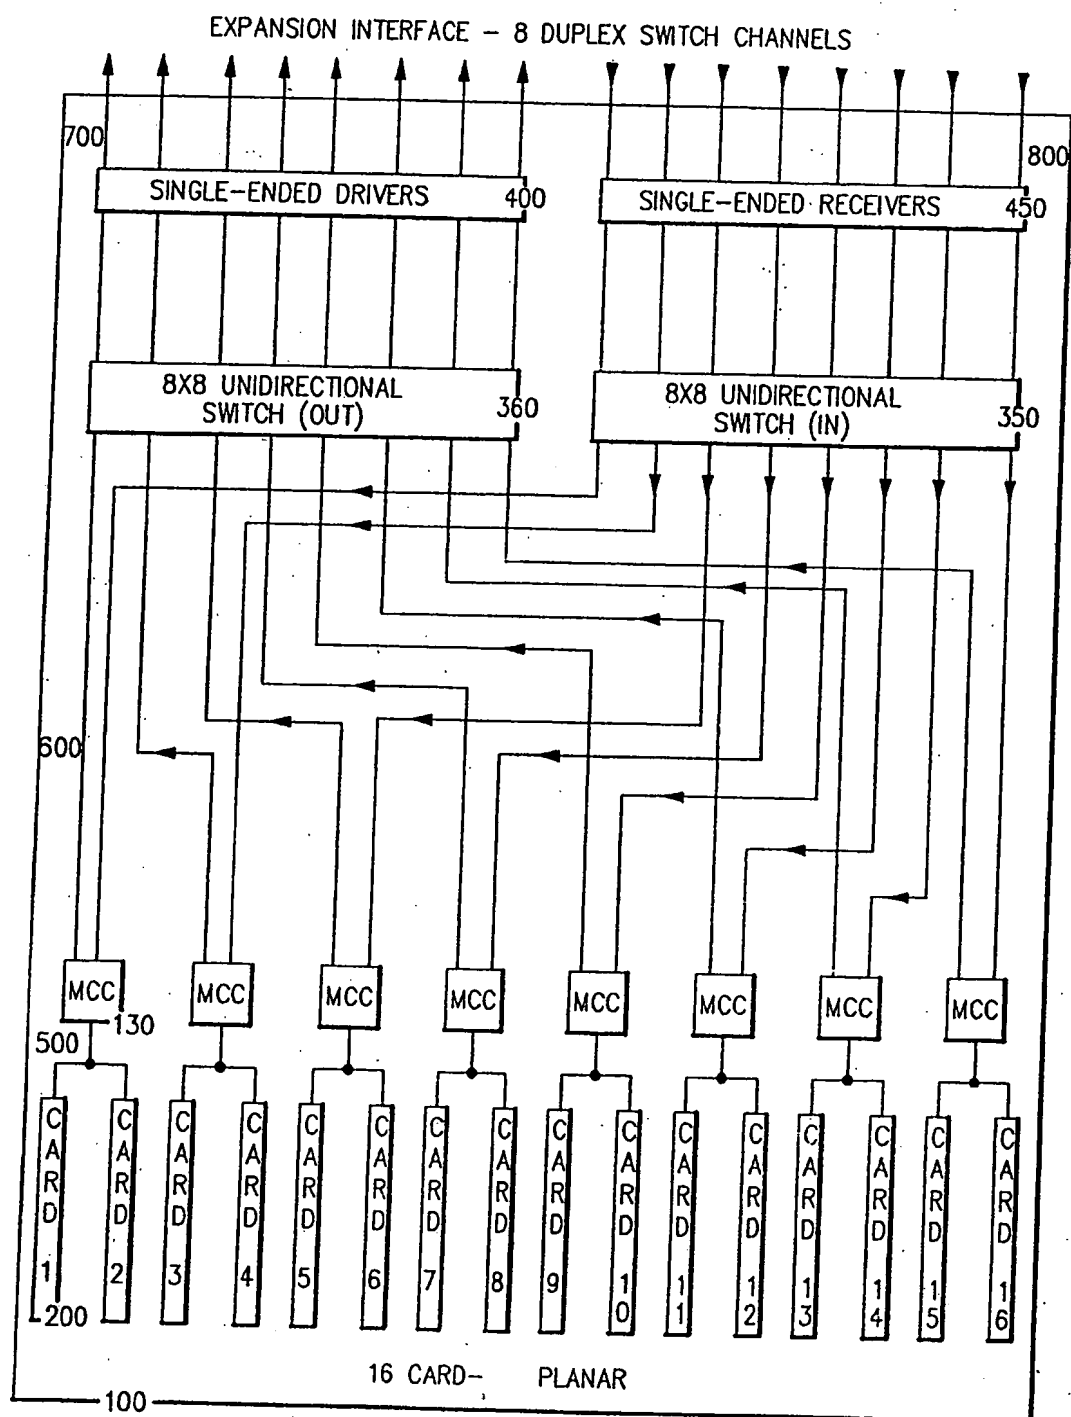 EXPANSION INTERFACE - 8 DUPLEX SWITCH CHANNELS
700
800
SINGLE-ENDED DRIVERS 400
SINGLE-ENDED RECEIVERS 450
8X8 UNIDIRECTIONAL
SWITCH (OUT)
360
8X8 UNIDIRECTIONAL
SWITCH (IN)
350
600
MCC MCC MCC MCC MCC MCC MCC MCC
130
500
CARD 1
CARD 2
CARD 3
CARD 4
CARD 5
CARD 6
CARD 7
CARD 8
CARD 9
CARD 10
CARD 11
CARD 12
CARD 13
CARD 14
CARD 15
CARD 16
200
16 CARD- PLANAR
100